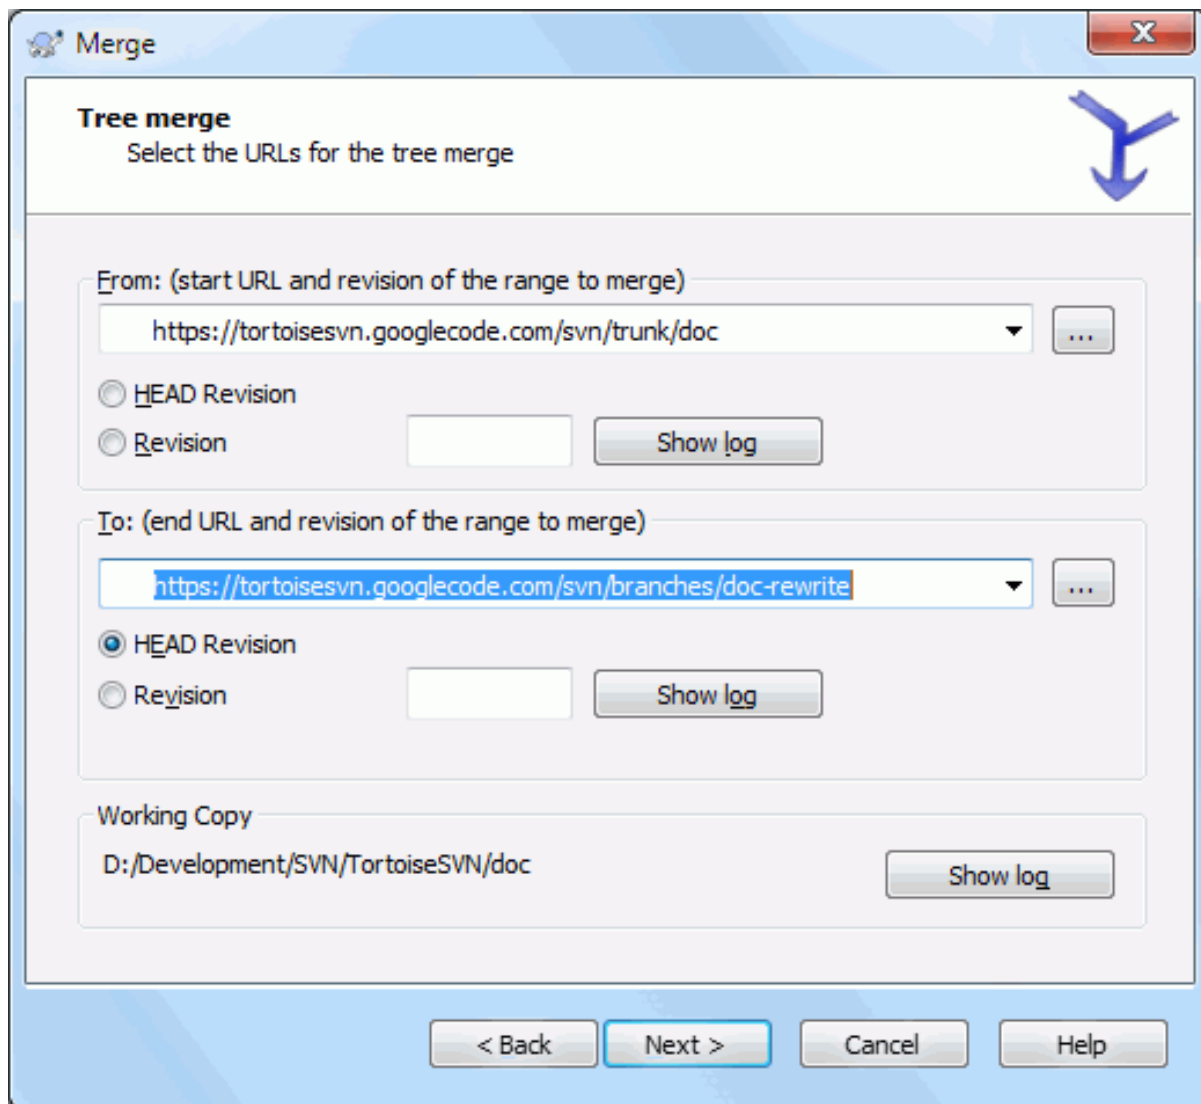 Merge
Tree merge
Select the URLs for the tree merge
From: (start URL and revision of the range to merge)
https://tortoisesvn.googlecode.com/svn/trunk/doc
...
HEAD Revision
Revision
Show log
To: (end URL and revision of the range to merge)
https://tortoisesvn.googlecode.com/svn/branches/doc-rewrite
...
HEAD Revision
Revision
Show log
Working Copy
D:/Development/SVN/TortoiseSVN/doc
Show log
< Back Next > Cancel Help